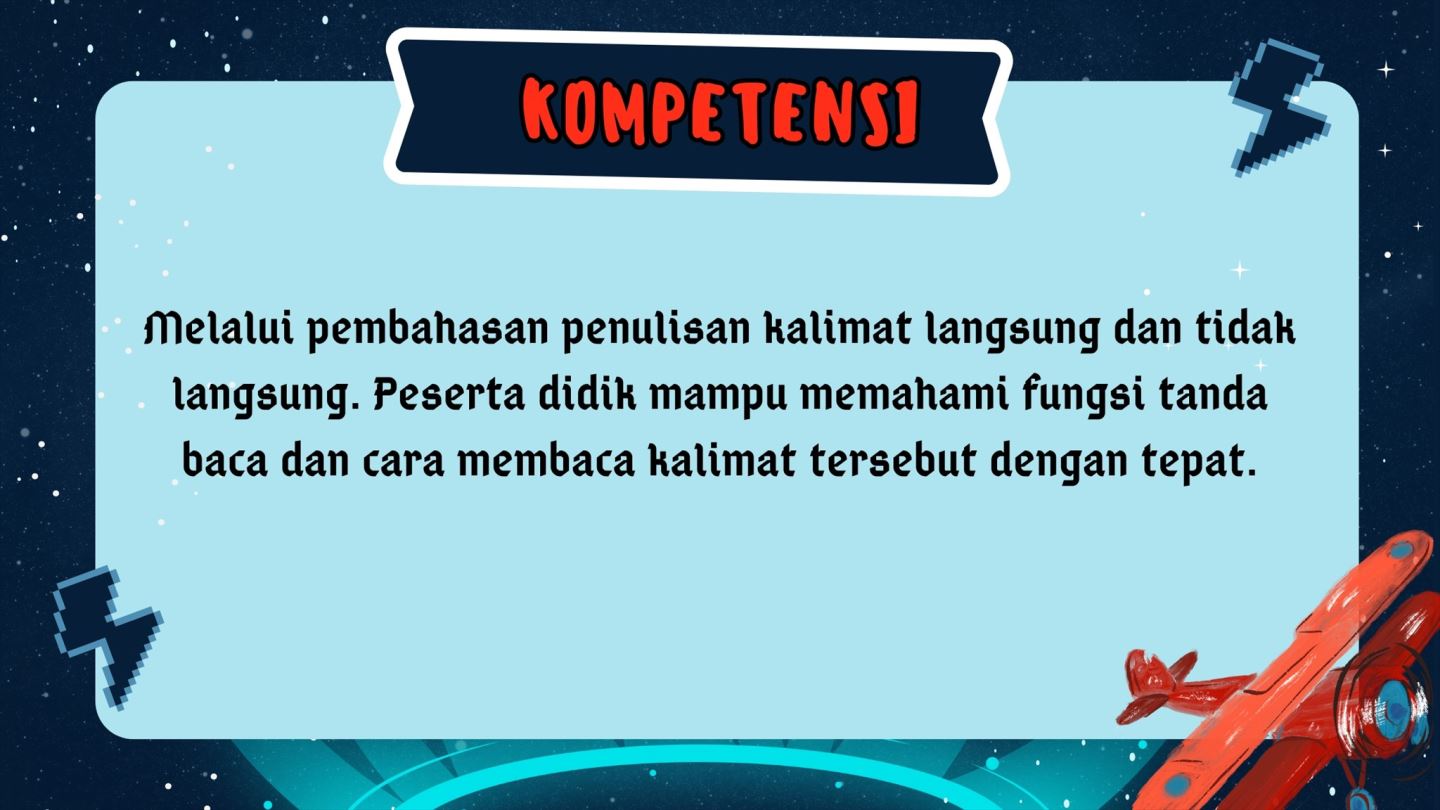 KOMPETENSI
Melalui pembahasan penulisan kalimat langsung dan tidak
langsung. Peserta didik mampu memahami fungsi tanda
baca dan cara membaca kalimat tersebut dengan tepat.